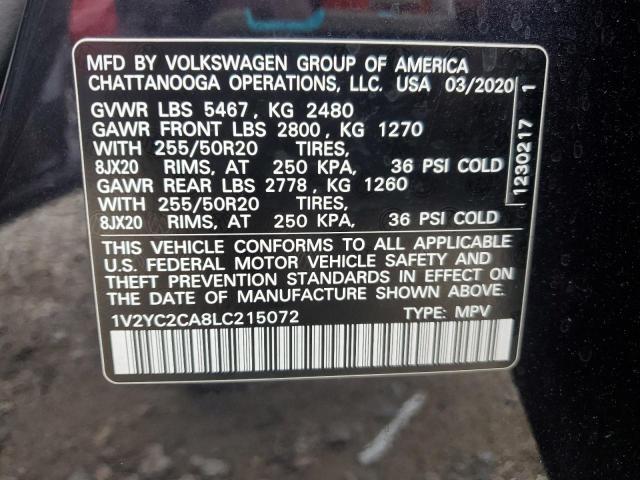 MFD BY VOLKSWAGEN GROUP OF AMERICA
CHATTANOOGA OPERATIONS, LLC. USA 03/2020
GVWR LBS 5467, KG 2480
GAWR FRONT LBS 2800, KG 1270
WITH 255/50R20 TIRES,
8JX20 RIMS, AT 250 KPA, 36 PSI COLD
GAWR REAR LBS 2778, KG 1260
WITH 255/50R20 TIRES,
8JX20 RIMS, AT 250 KPA, 36 PSI COLD
THIS VEHICLE CONFORMS TO ALL APPLICABLE
U.S. FEDERAL MOTOR VEHICLE SAFETY AND
THEFT PREVENTION STANDARDS IN EFFECT ON
THE DATE OF MANUFACTURE SHOWN ABOVE.
1V2YC2CA8LC215072 TYPE: MPV
1230217 1